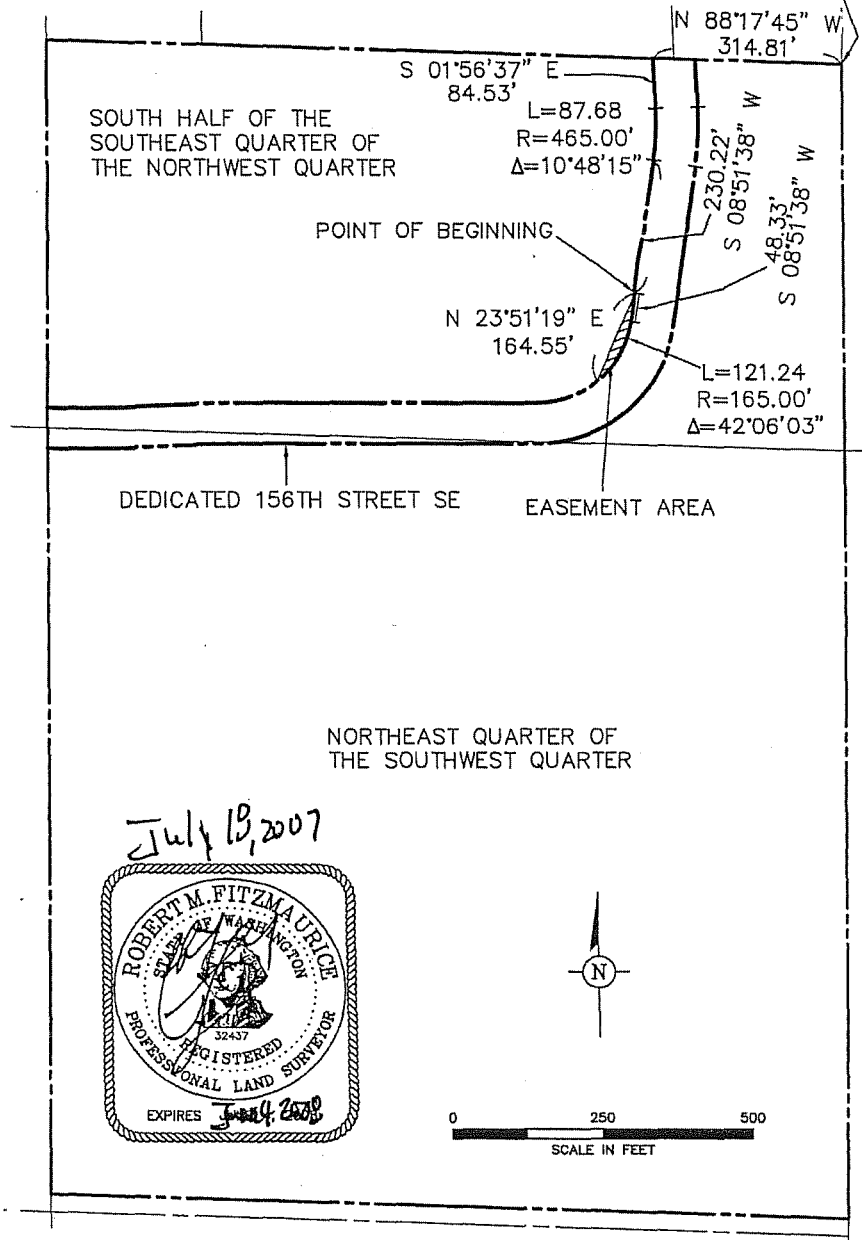 N 88°17'45" W
314.81'
S 01°56'37" E
84.53'
SOUTH HALF OF THE
SOUTHEAST QUARTER OF
THE NORTHWEST QUARTER
L=87.68
R=465.00'
Δ=10°48'15"
230.22'
S 08°51'38" W
48.33'
S 08°51'38" W
POINT OF BEGINNING
N 23°51'19" E
164.55'
L=121.24
R=165.00'
Δ=42°06'03"
DEDICATED 156TH STREET SE
EASEMENT AREA
NORTHEAST QUARTER OF
THE SOUTHWEST QUARTER
July 2007
ROBERT M. FITZMAURICE
STATE OF WASHINGTON
32437
REGISTERED
PROFESSIONAL LAND SURVEYOR
EXPIRES
N
0 250 500
SCALE IN FEET